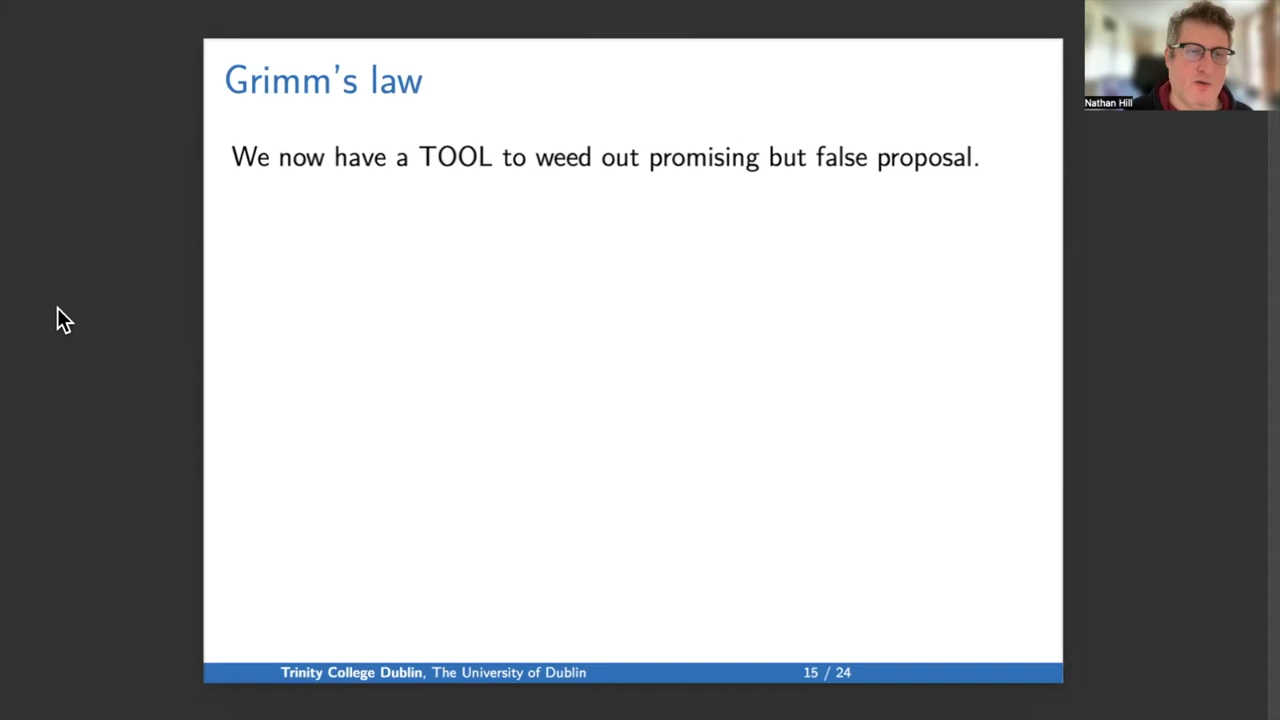 Grimm's law
We now have a TOOL to weed out promising but false proposal.
Nathan Hill
Trinity College Dublin, The University of Dublin
15 / 24